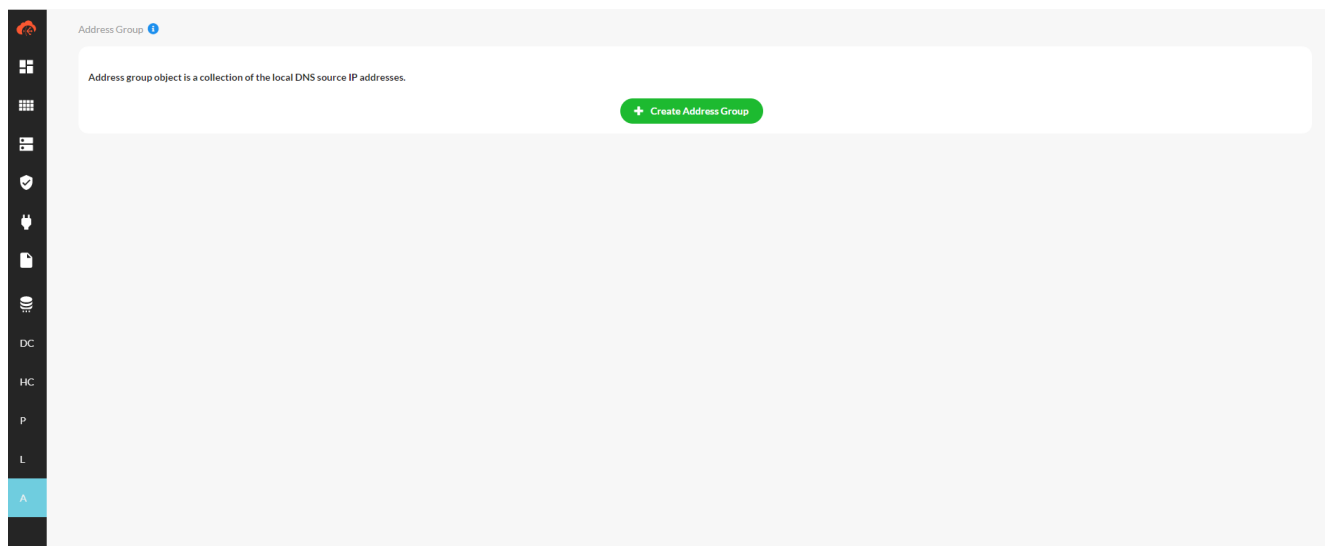 Address Group
Address group object is a collection of the local DNS source IP addresses.
+ Create Address Group
DC
HC
P
L
A